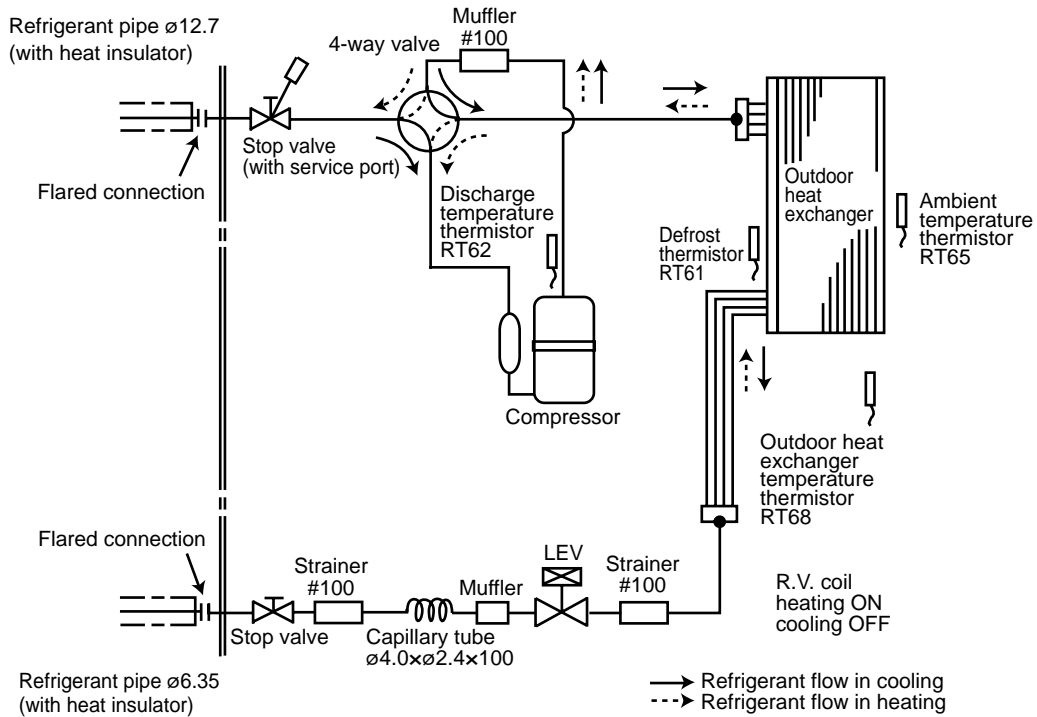 Refrigerant pipe ø12.7
(with heat insulator)
4-way valve
Muffler
#100
Stop valve
(with service port)
Flared connection
Discharge
temperature
thermistor
RT62
Outdoor
heat
exchanger
Defrost
thermistor
RT61
Ambient
temperature
thermistor
RT65
Compressor
Outdoor heat
exchanger
temperature
thermistor
RT68
Flared connection
Strainer
#100
Muffler
LEV
Strainer
#100
R.V. coil
heating ON
cooling OFF
Stop valve
Capillary tube
ø4.0×ø2.4×100
Refrigerant pipe ø6.35
(with heat insulator)
Refrigerant flow in cooling
Refrigerant flow in heating